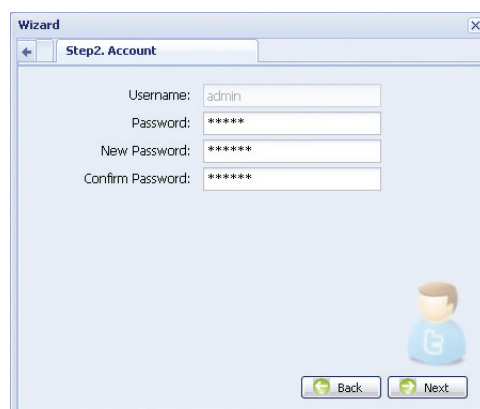 Wizard
Step2. Account
Username: admin
Password: *****
New Password: ******
Confirm Password: ******
Back Next